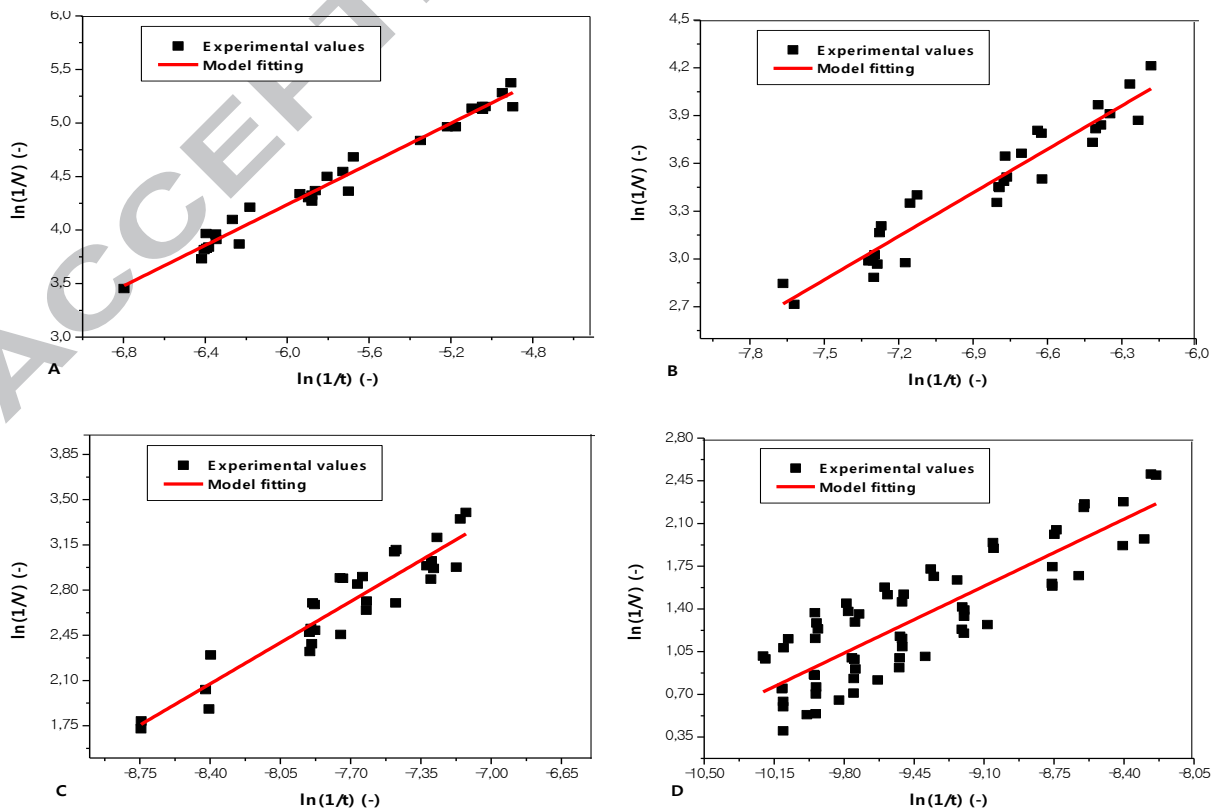 ACCEPT
6,0
5,5
5,0
4,5
4,0
3,5
3,0
-6,8
-6,4
-6,0
-5,6
-5,2
-4,8
ln(1/V) (-)
ln(1/t) (-)
Experimental values
Model fitting
A
4,5
4,2
3,9
3,6
3,3
3,0
2,7
-7,8
-7,5
-7,2
-6,9
-6,6
-6,3
-6,0
ln(1/V) (-)
ln(1/t) (-)
Experimental values
Model fitting
B
3,85
3,50
3,15
2,80
2,45
2,10
1,75
-8,75
-8,40
-8,05
-7,70
-7,35
-7,00
-6,65
ln(1/V) (-)
ln(1/t) (-)
Experimental values
Model fitting
C
2,80
2,45
2,10
1,75
1,40
1,05
0,70
0,35
-10,50
-10,15
-9,80
-9,45
-9,10
-8,75
-8,40
-8,05
ln(1/V) (-)
ln(1/t) (-)
Experimental values
Model fitting
D